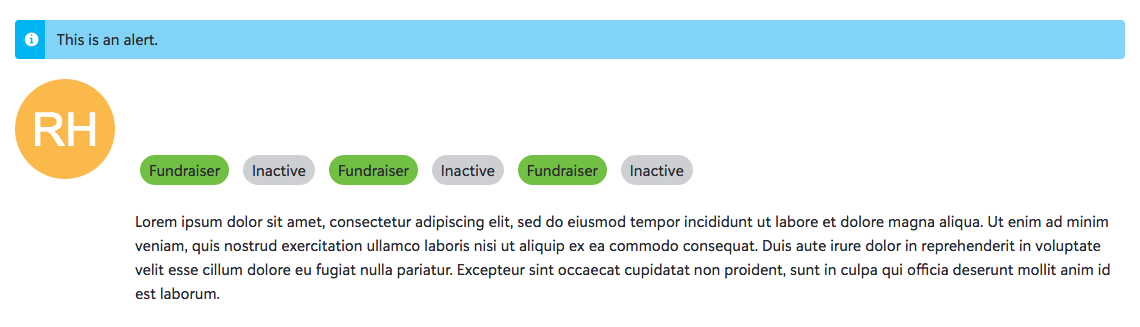 This is an alert.
RH
Fundraiser Inactive Fundraiser Inactive Fundraiser Inactive
Lorem ipsum dolor sit amet, consectetur adipiscing elit, sed do eiusmod tempor incididunt ut labore et dolore magna aliqua. Ut enim ad minim
veniam, quis nostrud exercitation ullamco laboris nisi ut aliquip ex ea commodo consequat. Duis aute irure dolor in reprehenderit in voluptate
velit esse cillum dolore eu fugiat nulla pariatur. Excepteur sint occaecat cupidatat non proident, sunt in culpa qui officia deserunt mollit anim id
est laborum.